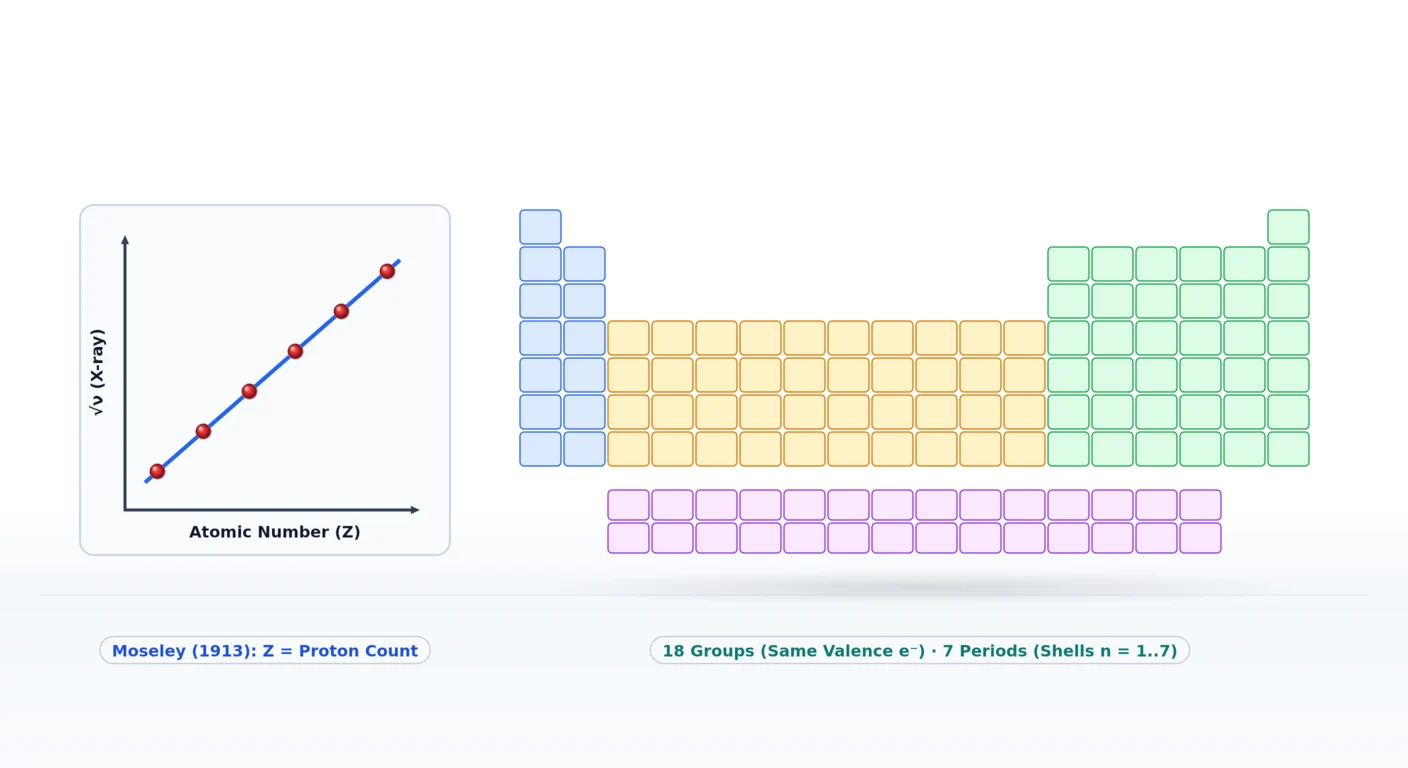 √ν (X-ray)
Atomic Number (Z)
Moseley (1913): Z = Proton Count
18 Groups (Same Valence e⁻) · 7 Periods (Shells n = 1..7)